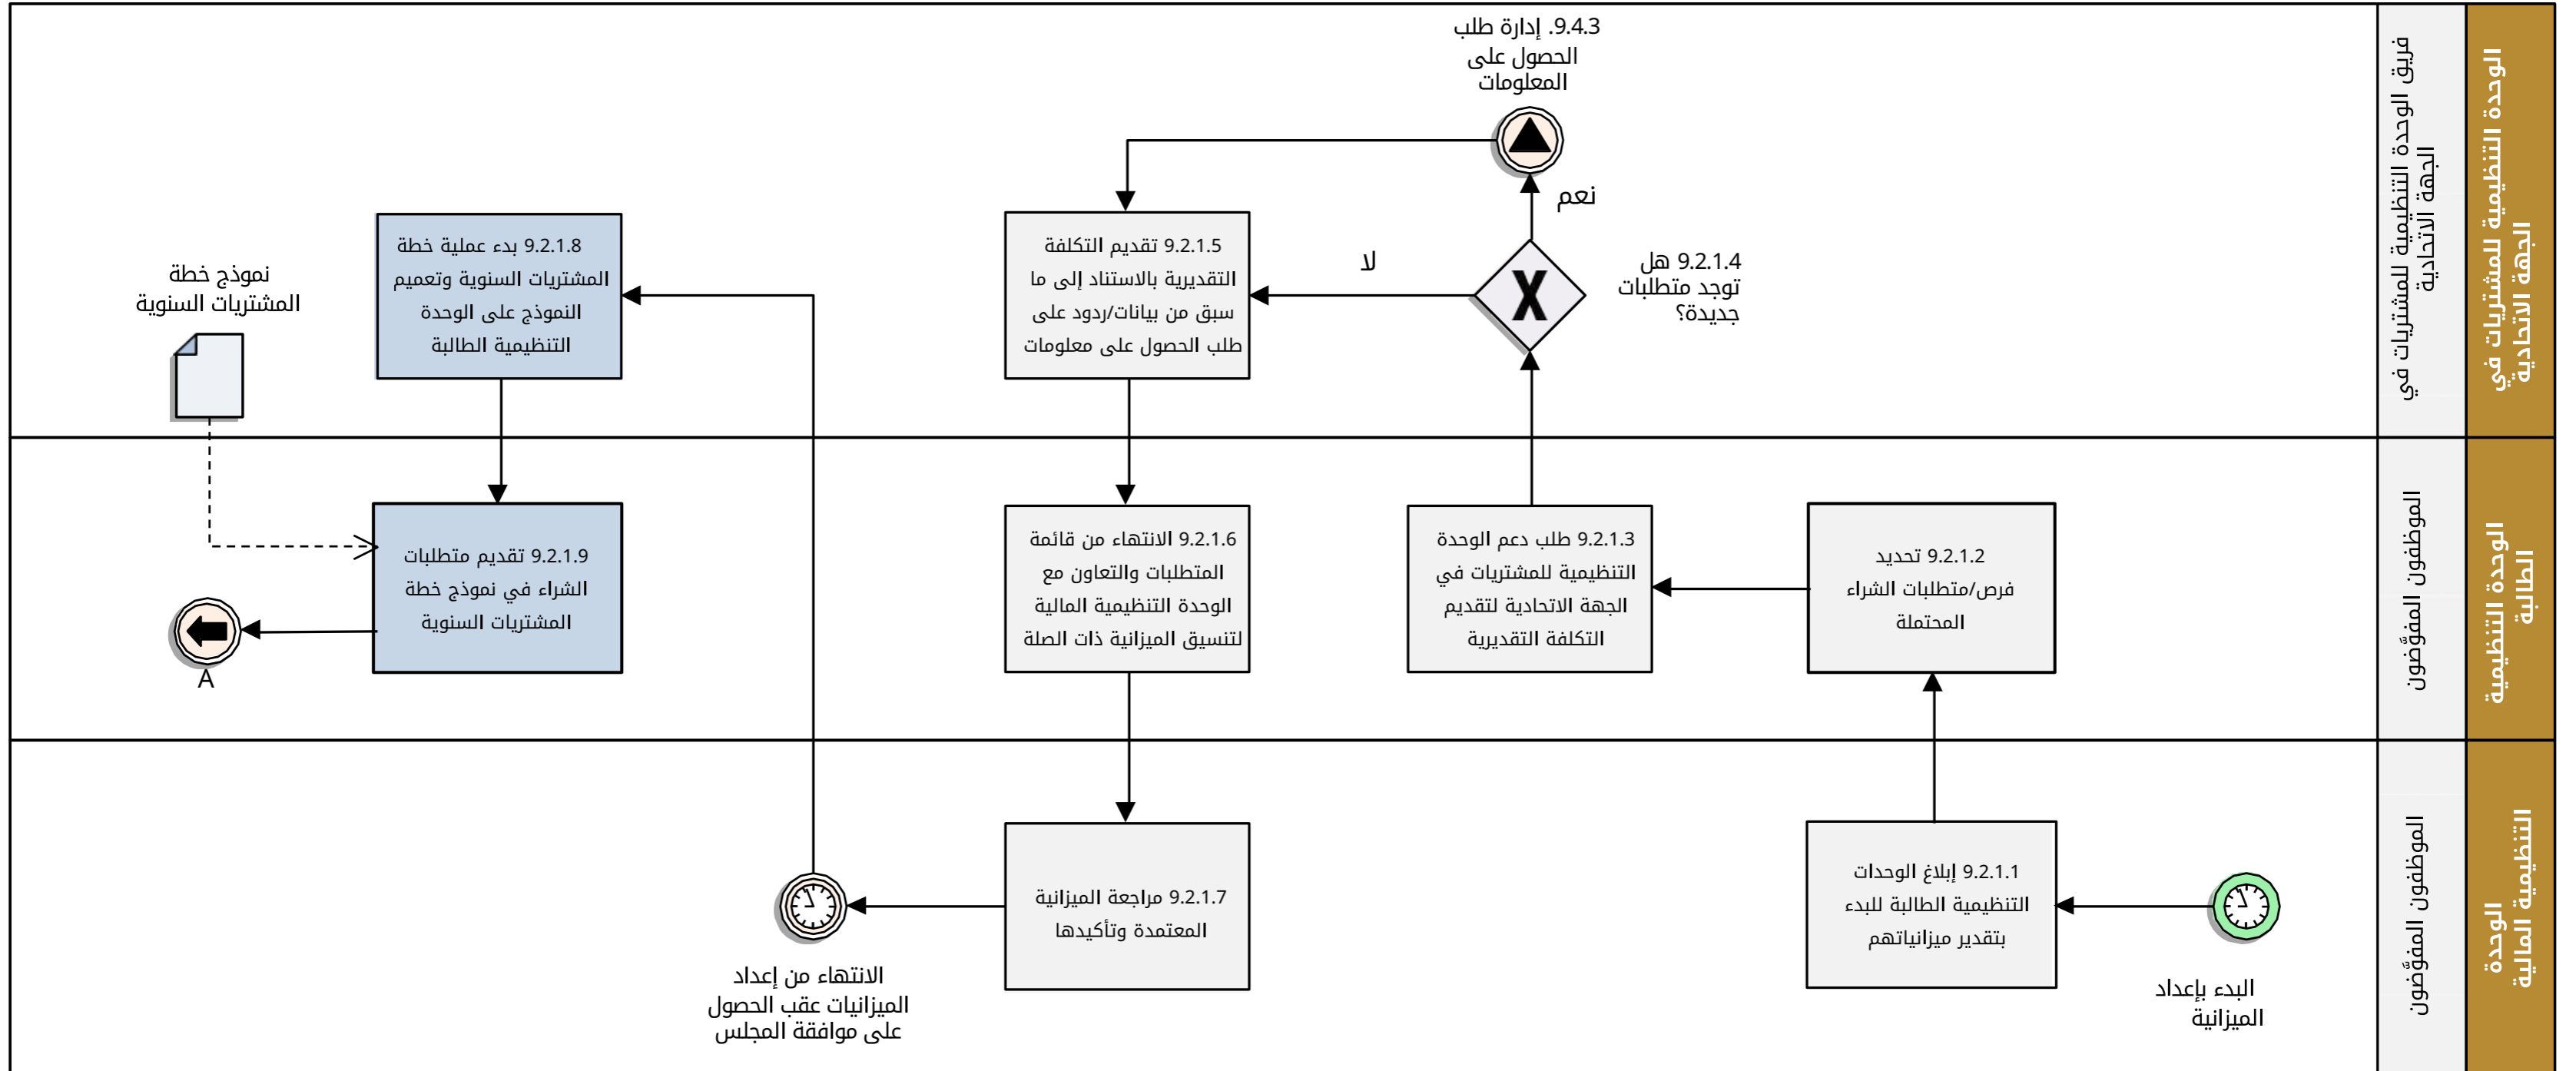 الوحدة التنظيمية للمشتريات في
الجهة الاتحادية
فريق الوحدة التنظيمية للمشتريات في
الجهة الاتحادية
9.4.3. إدارة طلب
الحصول على
المعلومات
نعم
9.2.1.4 هل
توجد متطلبات
جديدة؟
لا
9.2.1.5 تقديم التكلفة
التقديرية بالاستناد إلى ما
سبق من بيانات/ردود على
طلب الحصول على معلومات
9.2.1.8 بدء عملية خطة
المشتريات السنوية وتعميم
النموذج على الوحدة
التنظيمية الطالبة
نموذج خطة
المشتريات السنوية
الوحدة التنظيمية
الطالبة
الموظفون المفوّضون
9.2.1.2 تحديد
فرص/متطلبات الشراء
المحتملة
9.2.1.3 طلب دعم الوحدة
التنظيمية للمشتريات في
الجهة الاتحادية لتقديم
التكلفة التقديرية
9.2.1.6 الانتهاء من قائمة
المتطلبات والتعاون مع
الوحدة التنظيمية المالية
لتنسيق الميزانية ذات الصلة
9.2.1.9 تقديم متطلبات
الشراء في نموذج خطة
المشتريات السنوية
A
الوحدة
التنظيمية المالية
الموظفون المفوّضون
البدء بإعداد
الميزانية
9.2.1.1 إبلاغ الوحدات
التنظيمية الطالبة للبدء
بتقدير ميزانياتهم
9.2.1.7 مراجعة الميزانية
المعتمدة وتأكيدها
الانتهاء من إعداد
الميزانيات عقب الحصول
على موافقة المجلس